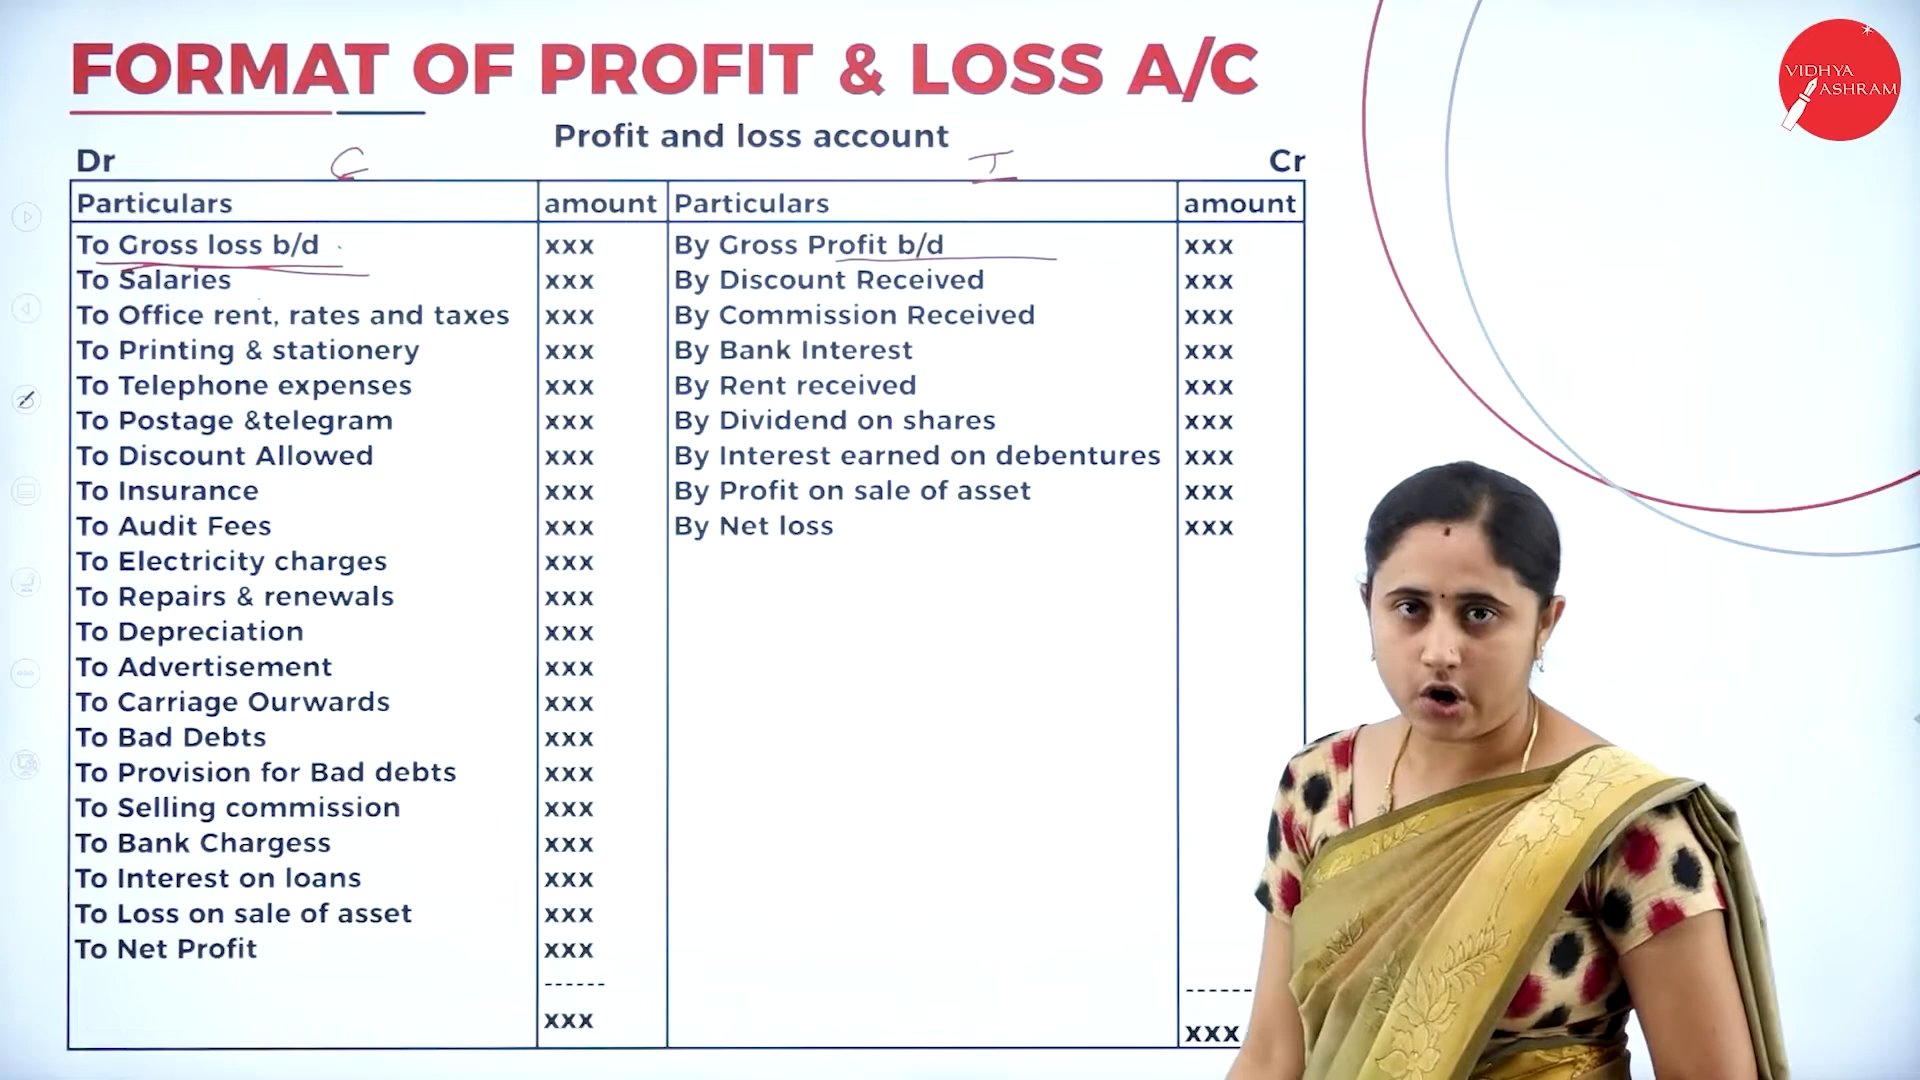 FORMAT OF PROFIT & LOSS A/C
VIDHYA
ASHRAM
Profit and loss account
Dr
Cr
I
Particulars amount Particulars amount
To Gross loss b/d xxx By Gross Profit b/d xxx
To Salaries xxx By Discount Received xxx
To Office rent, rates and taxes xxx By Commission Received xxx
To Printing & stationery xxx By Bank Interest xxx
To Telephone expenses xxx By Rent received xxx
To Postage &telegram xxx By Dividend on shares xxx
To Discount Allowed xxx By Interest earned on debentures xxx
To Insurance xxx By Profit on sale of asset xxx
To Audit Fees xxx By Net loss xxx
To Electricity charges xxx
To Repairs & renewals xxx
To Depreciation xxx
To Advertisement xxx
To Carriage Ourwards xxx
To Bad Debts xxx
To Provision for Bad debts xxx
To Selling commission xxx
To Bank Chargess xxx
To Interest on loans xxx
To Loss on sale of asset xxx
To Net Profit xxx
------ ------
xxx xxx